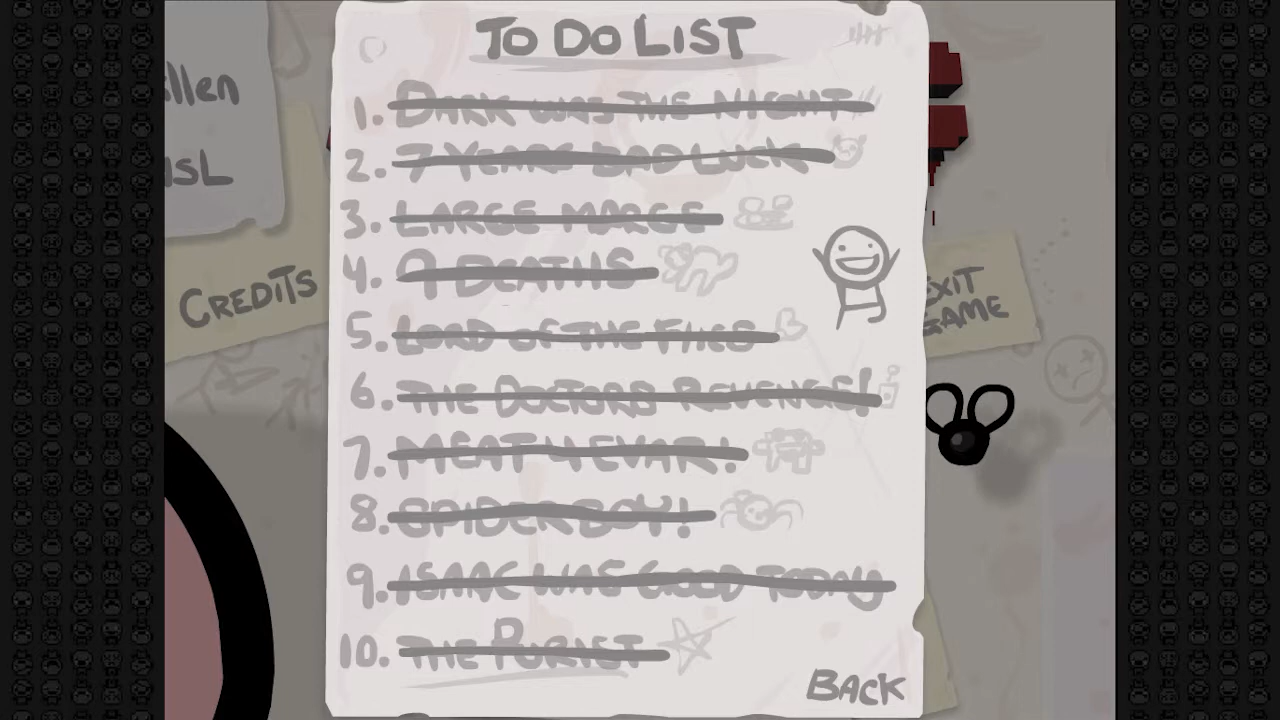 TO DO LIST
1. DARK WAS THE NIGHT
2. 7 YEARS BAD LUCK
3. LARGE MARGE
4. 9 DEATHS
5. LORD OF THE FLIES
6. THE DOCTORS REVENGE!
7. MEAT 4 EVAR!
8. SPIDER BOY!
9. ISAAC WAS GOOD TODAY
10. THE PURIST
BACK
CREDITS
EXIT
GAME